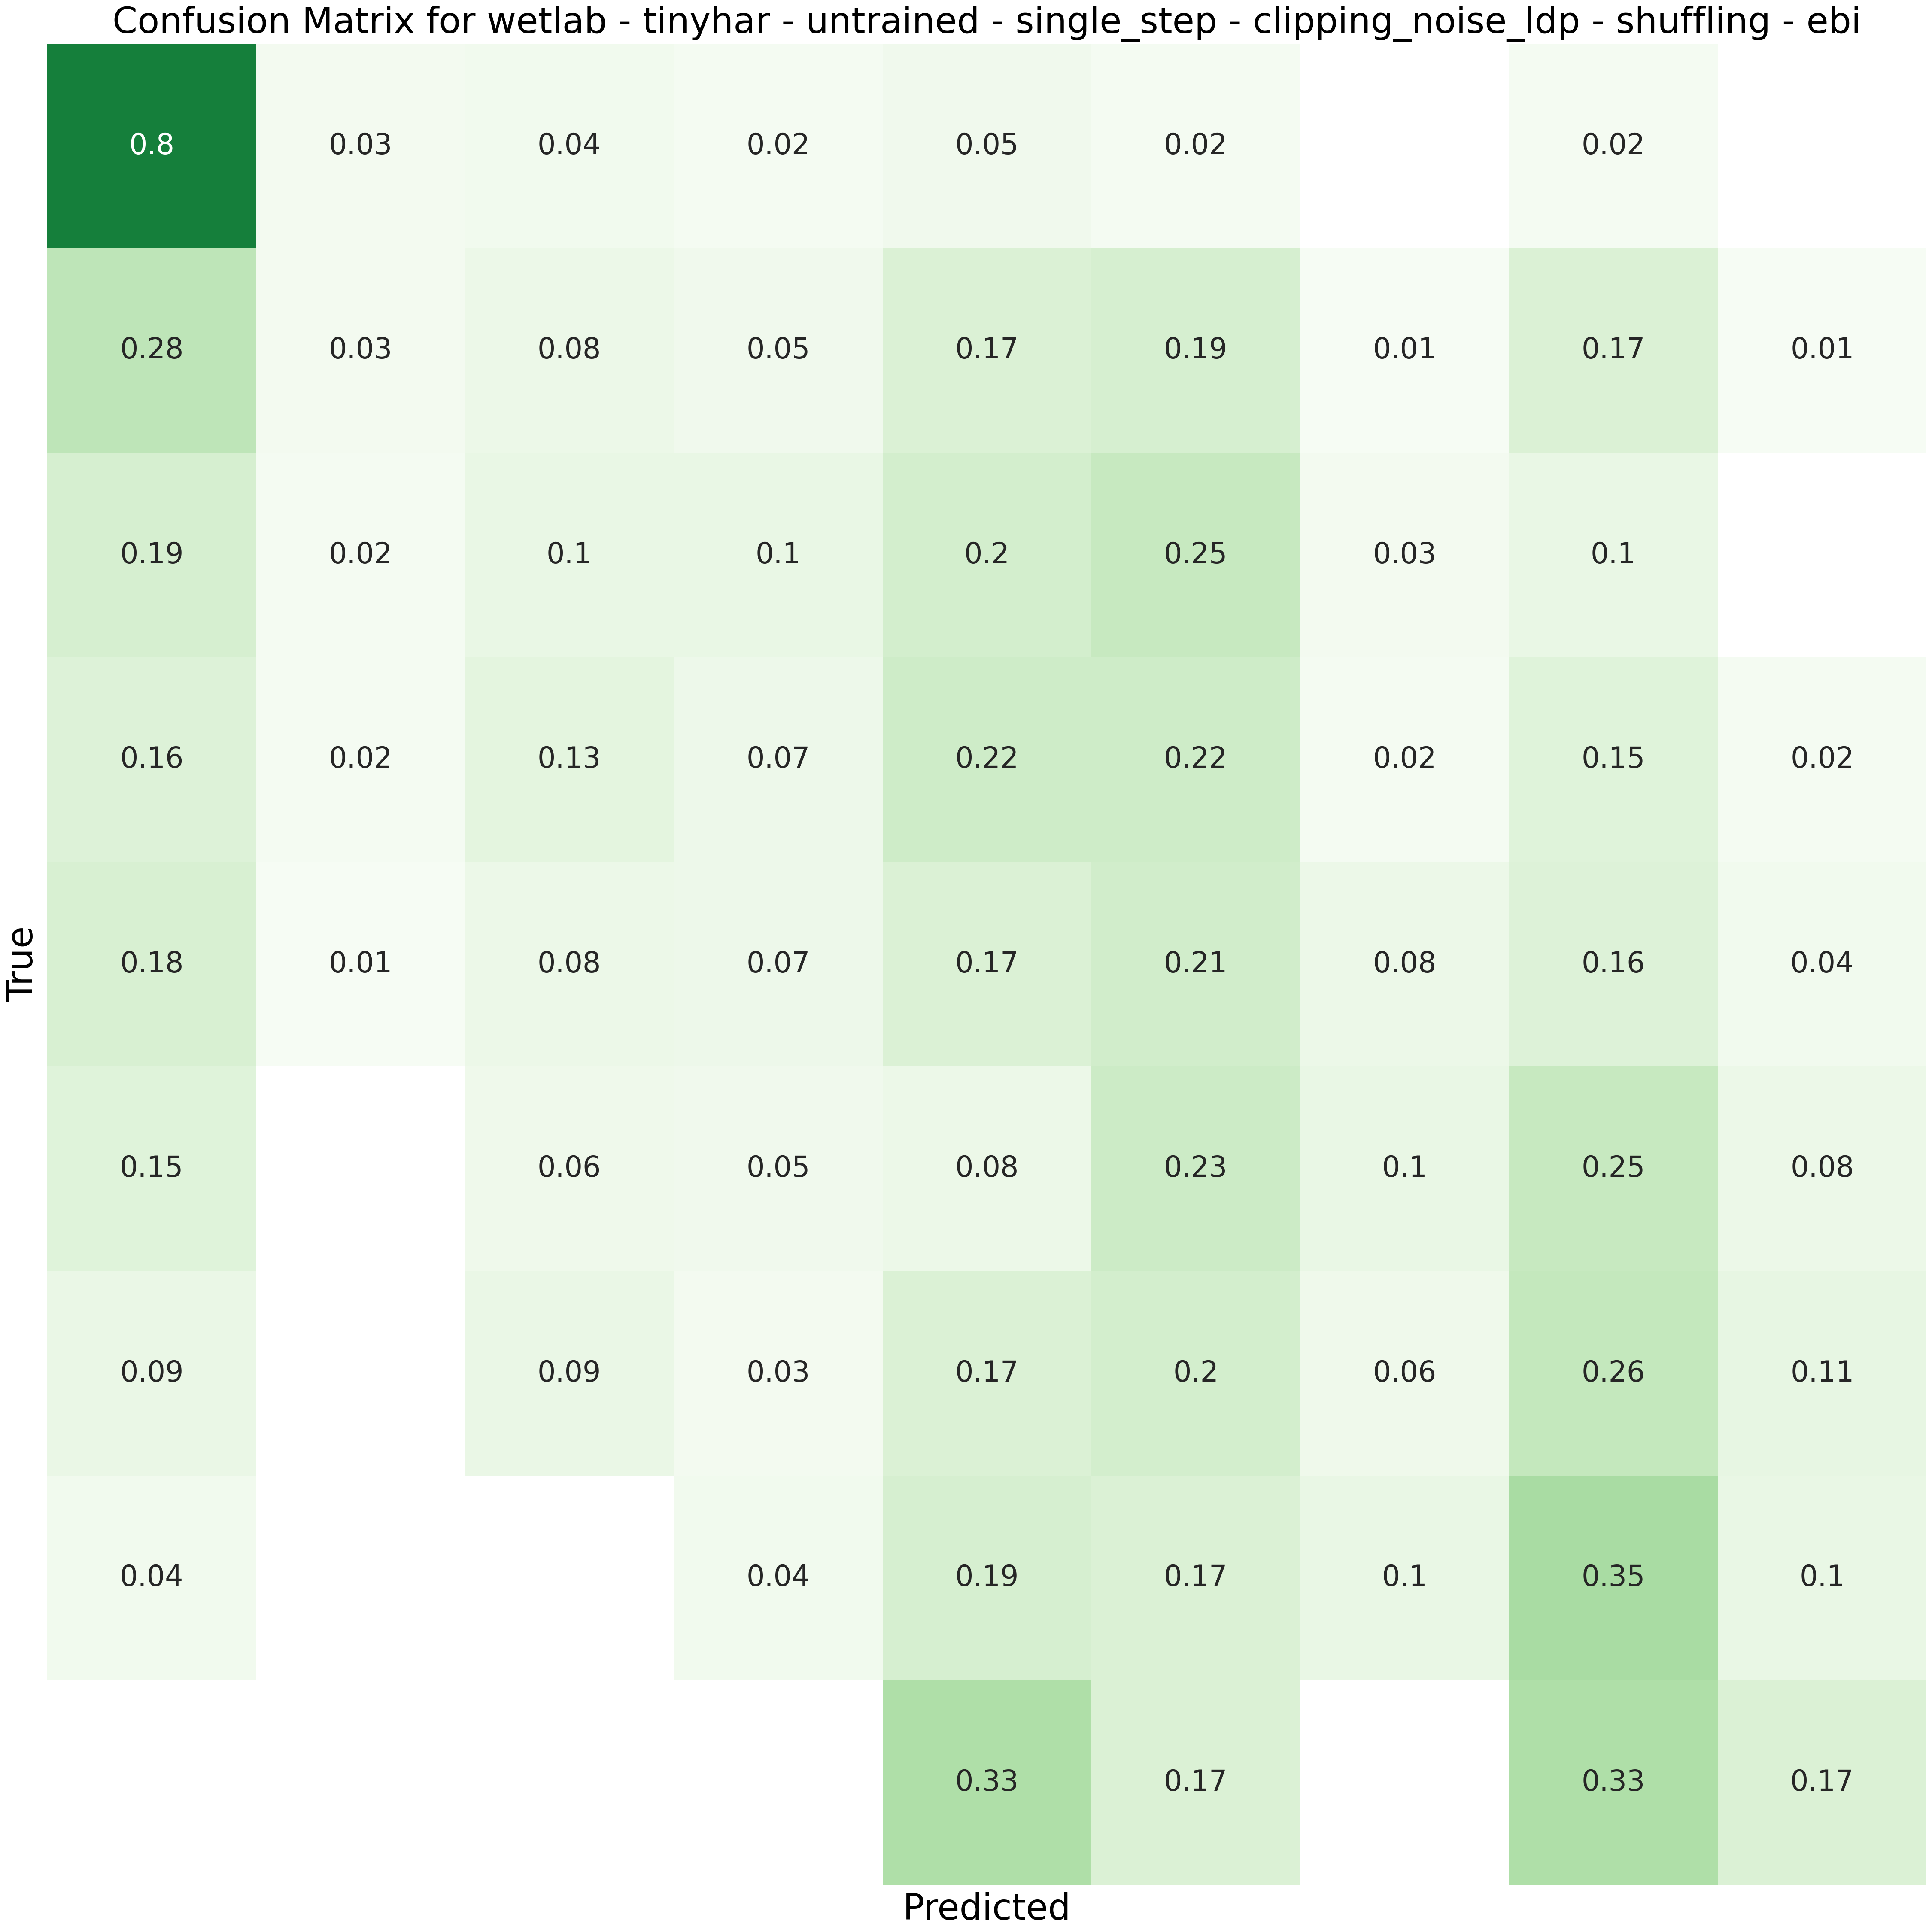 Confusion Matrix for wetlab - tinyhar - untrained - single_step - clipping_noise_ldp - shuffling - ebi
0.8 0.03 0.04 0.02 0.05 0.02 0.02
0.28 0.03 0.08 0.05 0.17 0.19 0.01 0.17 0.01
0.19 0.02 0.1 0.1 0.2 0.25 0.03 0.1
0.16 0.02 0.13 0.07 0.22 0.22 0.02 0.15 0.02
True
0.18 0.01 0.08 0.07 0.17 0.21 0.08 0.16 0.04
0.15 0.06 0.05 0.08 0.23 0.1 0.25 0.08
0.09 0.09 0.03 0.17 0.2 0.06 0.26 0.11
0.04 0.04 0.19 0.17 0.1 0.35 0.1
0.33 0.17 0.33 0.17
Predicted